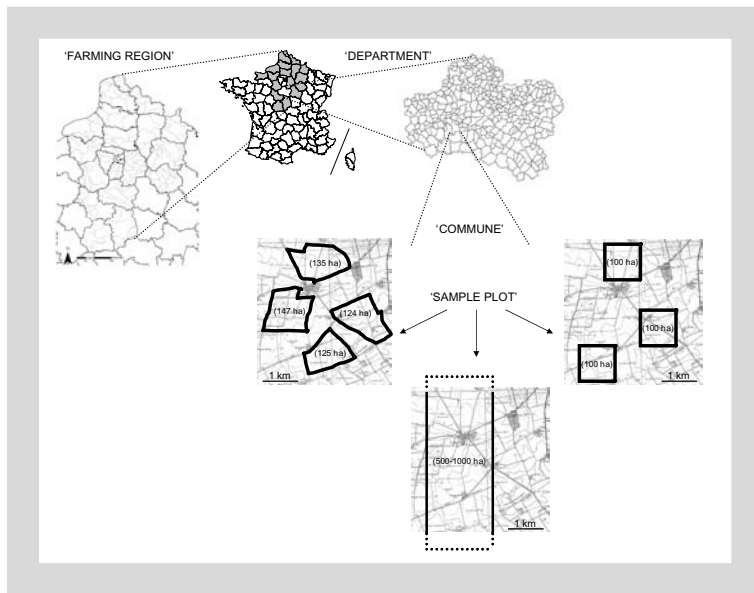 'FARMING REGION'
'DEPARTMENT'
'COMMUNE'
'SAMPLE PLOT'
(135 ha)
(147 ha)
(124 ha)
(125 ha)
1 km
(100 ha)
(100 ha)
(100 ha)
1 km
(500-1000 ha)
1 km